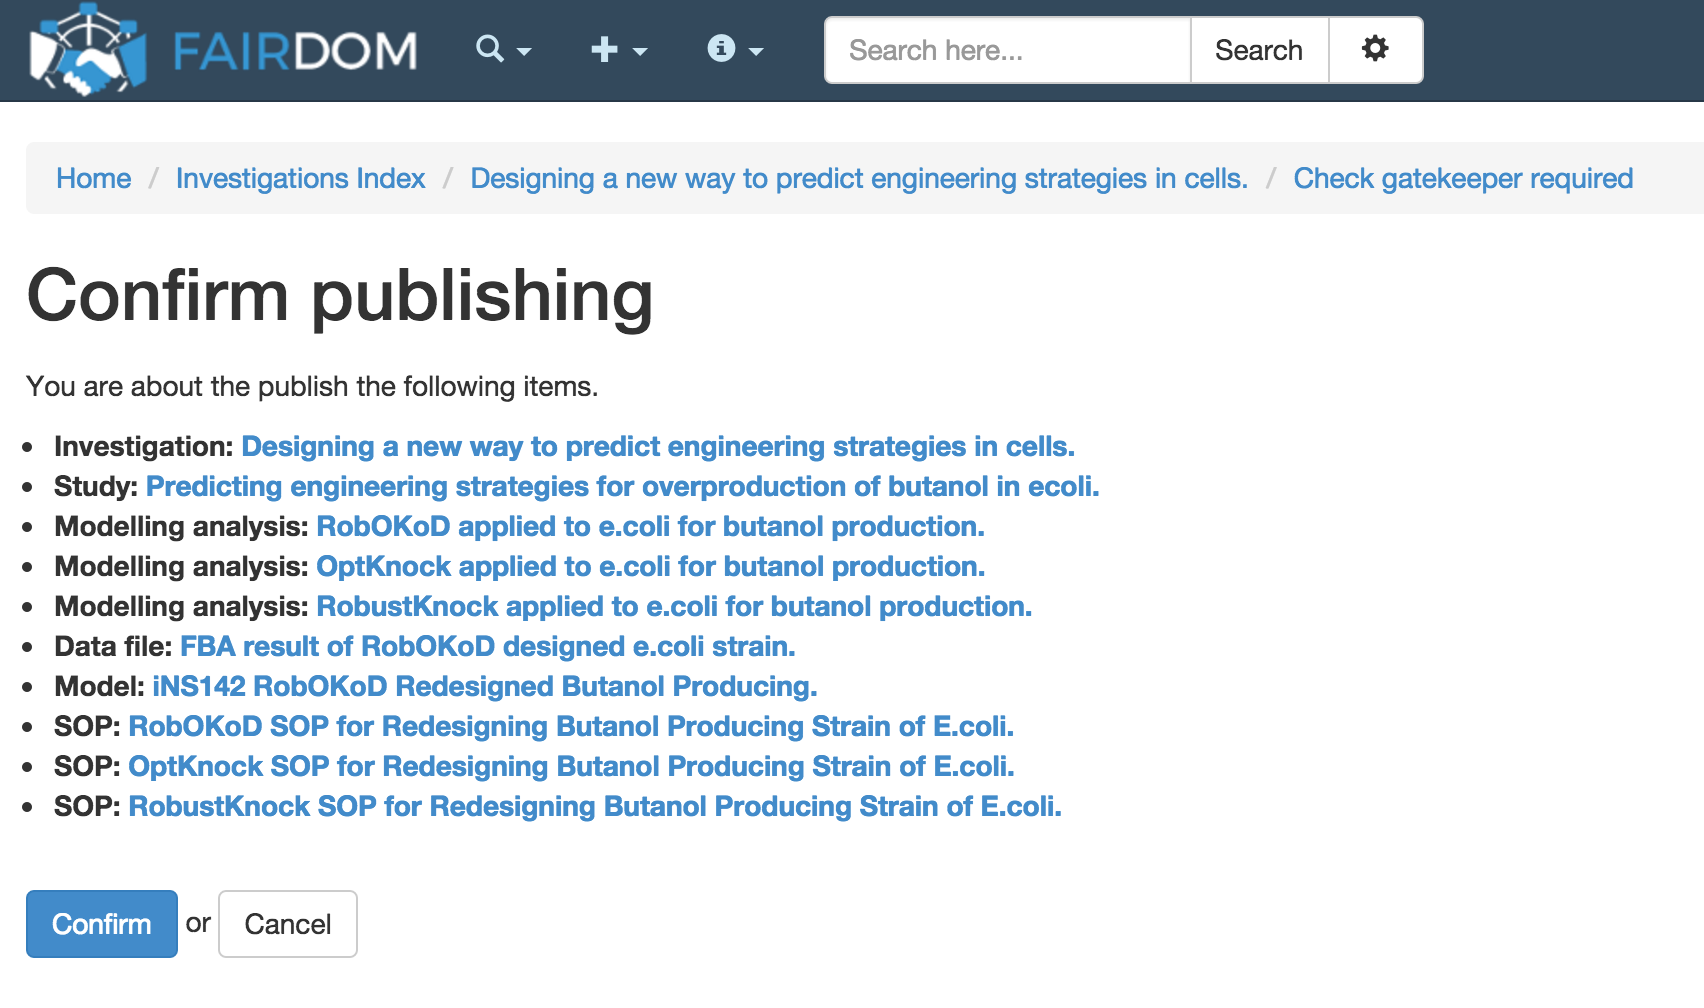 FAIRDOM
Search here...
Search
Home / Investigations Index / Designing a new way to predict engineering strategies in cells. / Check gatekeeper required
Confirm publishing
You are about the publish the following items.
• Investigation: Designing a new way to predict engineering strategies in cells.
• Study: Predicting engineering strategies for overproduction of butanol in ecoli.
• Modelling analysis: RobOKoD applied to e.coli for butanol production.
• Modelling analysis: OptKnock applied to e.coli for butanol production.
• Modelling analysis: RobustKnock applied to e.coli for butanol production.
• Data file: FBA result of RobOKoD designed e.coli strain.
• Model: iNS142 RobOKoD Redesigned Butanol Producing.
• SOP: RobOKoD SOP for Redesigning Butanol Producing Strain of E.coli.
• SOP: OptKnock SOP for Redesigning Butanol Producing Strain of E.coli.
• SOP: RobustKnock SOP for Redesigning Butanol Producing Strain of E.coli.
Confirm or Cancel